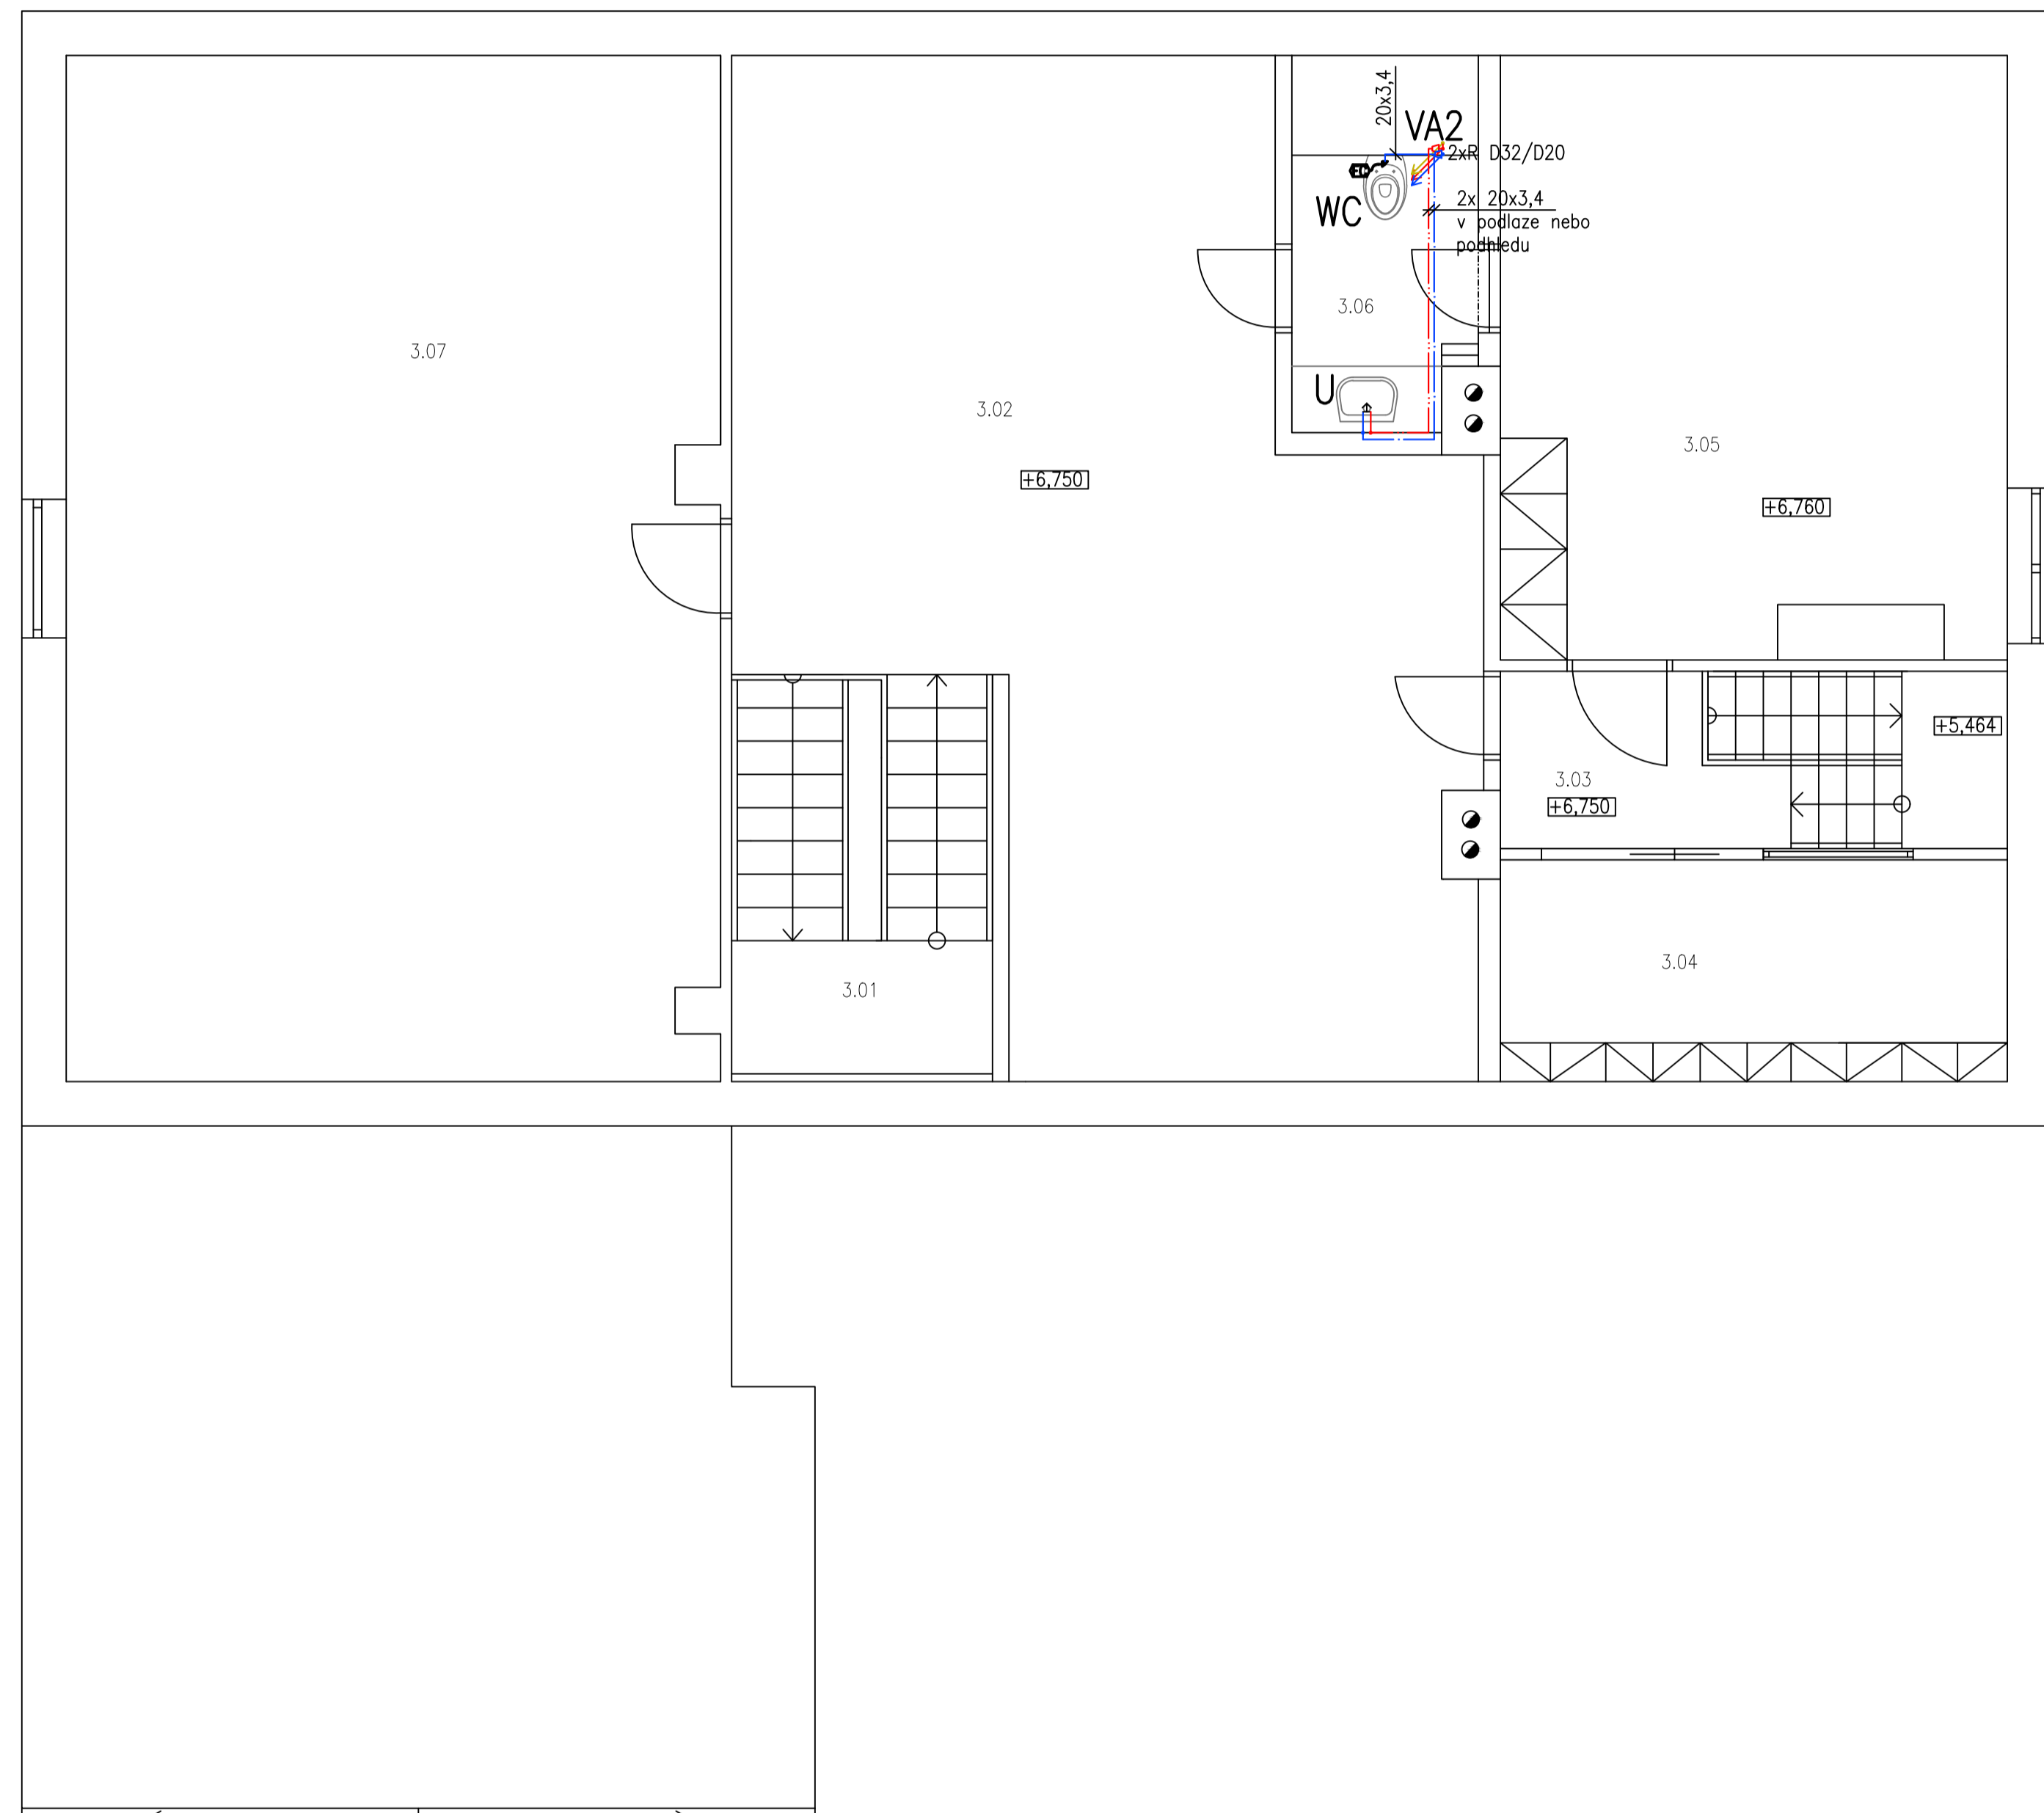 20x3,4
VA2
2xR D32/D20
EC
WC
2x 20x3,4
v podlaze nebo
podhledu
3.06
3.07
U
3.02
3.05
+6,750
+6,760
+5,464
3.03
+6,750
3.04
3.01